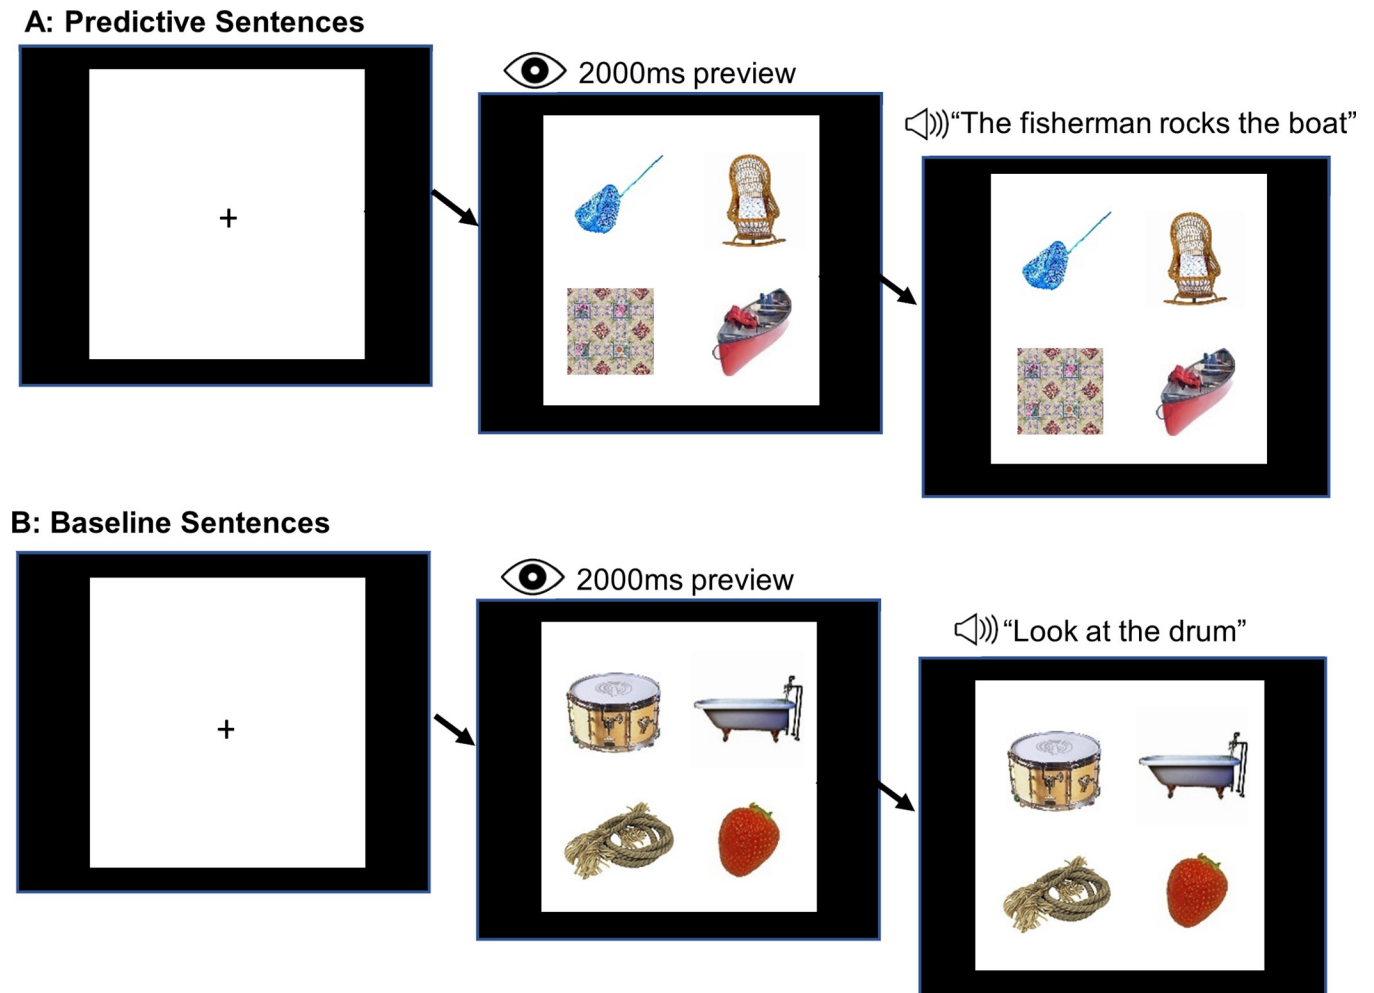 A: Predictive Sentences
+
2000ms preview
“The fisherman rocks the boat”
B: Baseline Sentences
+
2000ms preview
“Look at the drum”